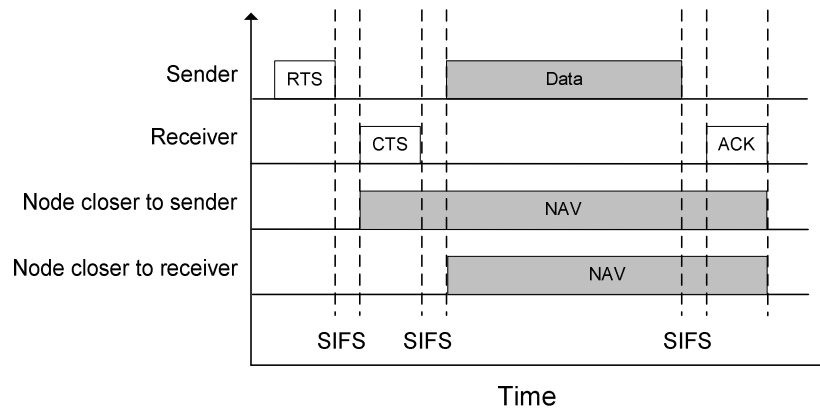 Sender
RTS
Data
Receiver
CTS
ACK
Node closer to sender
NAV
Node closer to receiver
NAV
SIFS SIFS SIFS
Time